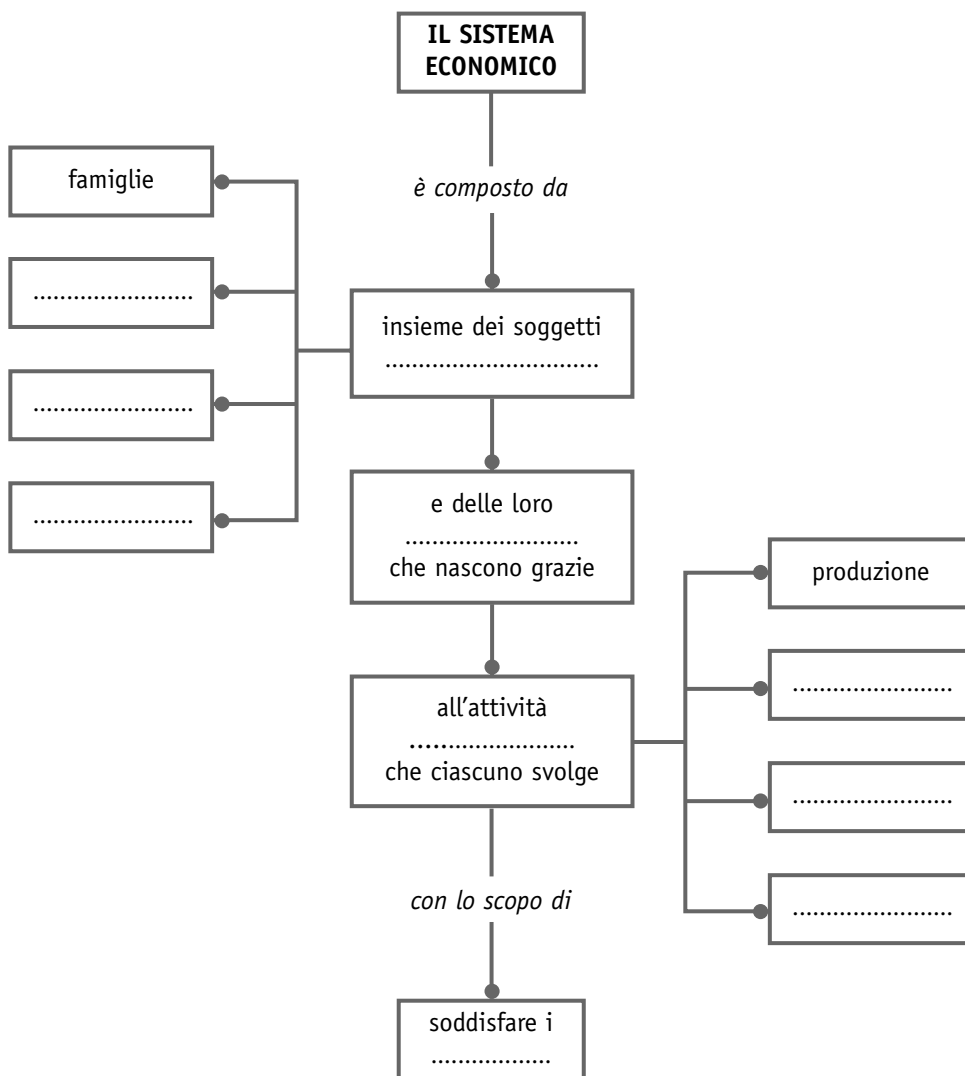 IL SISTEMA
ECONOMICO
è composto da
famiglie
........................
........................
........................
insieme dei soggetti
................................
e delle loro
..........................
che nascono grazie
all’attività
........................
che ciascuno svolge
produzione
........................
........................
........................
con lo scopo di
soddisfare i
..................